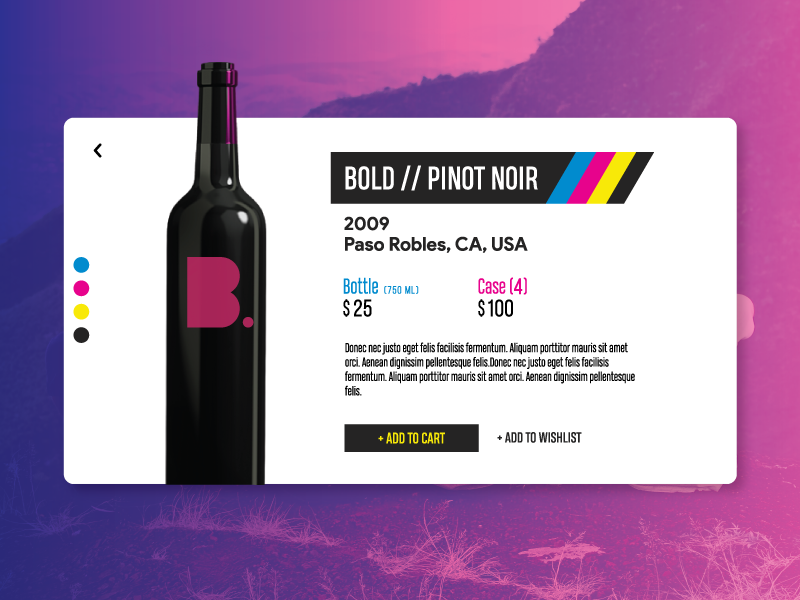 BOLD // PINOT NOIR
2009
Paso Robles, CA, USA
Bottle (750 ML)
Case (4)
$25
$100
B.
Donec nec justo eget felis facilisis fermentum. Aliquam porttitor mauris sit amet
orci. Aenean dignissim pellentesque felis.Donec nec justo eget felis facilisis
fermentum. Aliquam porttitor mauris sit amet orci. Aenean dignissim pellentesque
felis.
+ ADD TO CART
+ ADD TO WISHLIST